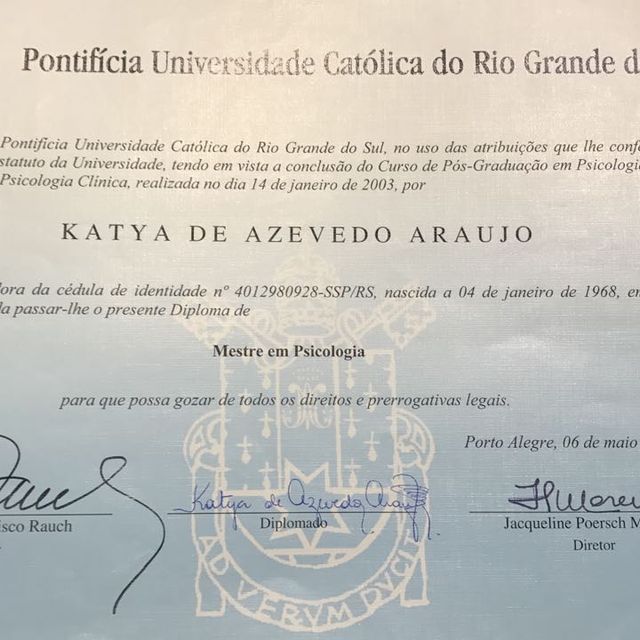 Pontifícia Universidade Católica do Rio Grande d
Pontifícia Universidade Católica do Rio Grande do Sul, no uso das atribuições que lhe confe
statuto da Universidade, tendo em vista a conclusão do Curso de Pós-Graduação em Psicologia
Psicologia Clínica, realizada no dia 14 de janeiro de 2003, por
KATYA DE AZEVEDO ARAUJO
dora da cédula de identidade nº 4012980928-SSP/RS, nascida a 04 de janeiro de 1968, em
da passar-lhe o presente Diploma de
Mestre em Psicologia
para que possa gozar de todos os direitos e prerrogativas legais.
Porto Alegre, 06 de maio
Katya de Azevedo Araujo
isco Rauch
Diplomado
Jacqueline Poersch M
Diretor
AD VERVM DVCIT